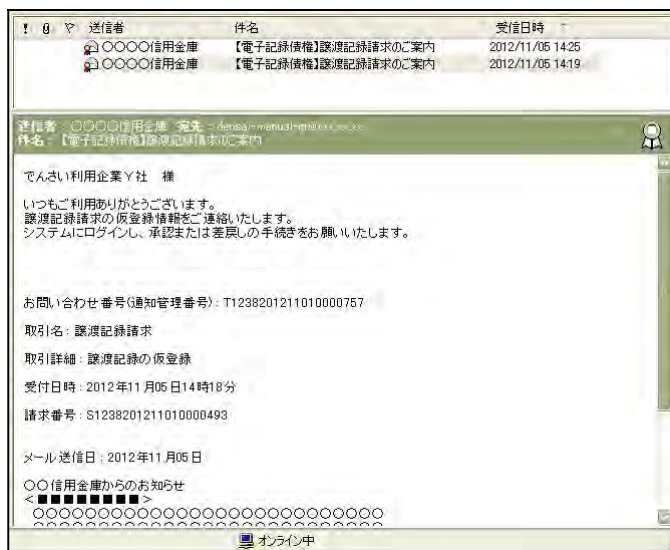 ! 送信者 件名 受信日時
○○○○信用金庫 【電子記録債権】譲渡記録請求のご案内 2012/11/05 14:25
○○○○信用金庫 【電子記録債権】譲渡記録請求のご案内 2012/11/05 14:19
送信者：○○○○信用金庫 宛先：
件名：【電子記録債権】譲渡記録請求のご案内
でんさい利用企業Y社 様
いつもご利用ありがとうございます。
譲渡記録請求の仮登録情報をご連絡いたします。
システムにログインし、承認または差戻しの手続きをお願いいたします。
お問い合わせ番号(通知管理番号)：T1238201211010000757
取引名：譲渡記録請求
取引詳細：譲渡記録の仮登録
受付日時：2012年11月05日14時18分
請求番号：S1238201211010000493
メール送信日：2012年11月05日
○○信用金庫からのお知らせ
<■■■■■■■■>
○○○○○○○○○○○○○○○○○○○○○○○○○○○
オンライン中